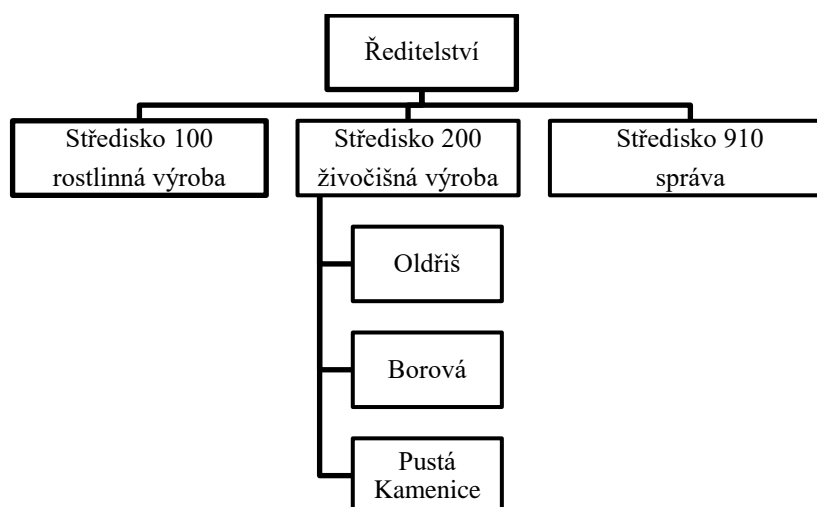 Ředitelství
Středisko 100
rostlinná výroba
Středisko 200
živočišná výroba
Středisko 910
správa
Oldřiš
Borová
Pustá
Kamenice